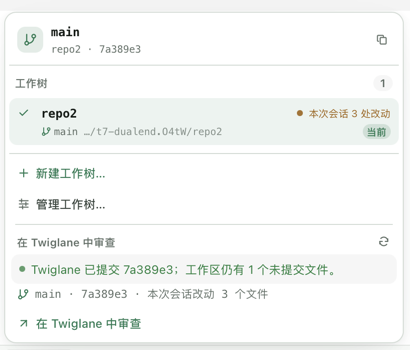 main
repo2 · 7a389e3
工作树 1
repo2 本次会话 3 处改动
main …/t7-dualend.O4tW/repo2 当前
新建工作树...
管理工作树...
在 Twiglane 中审查
Twiglane 已提交 7a389e3；工作区仍有 1 个未提交文件。
main · 7a389e3 · 本次会话改动 3 个文件
在 Twiglane 中审查